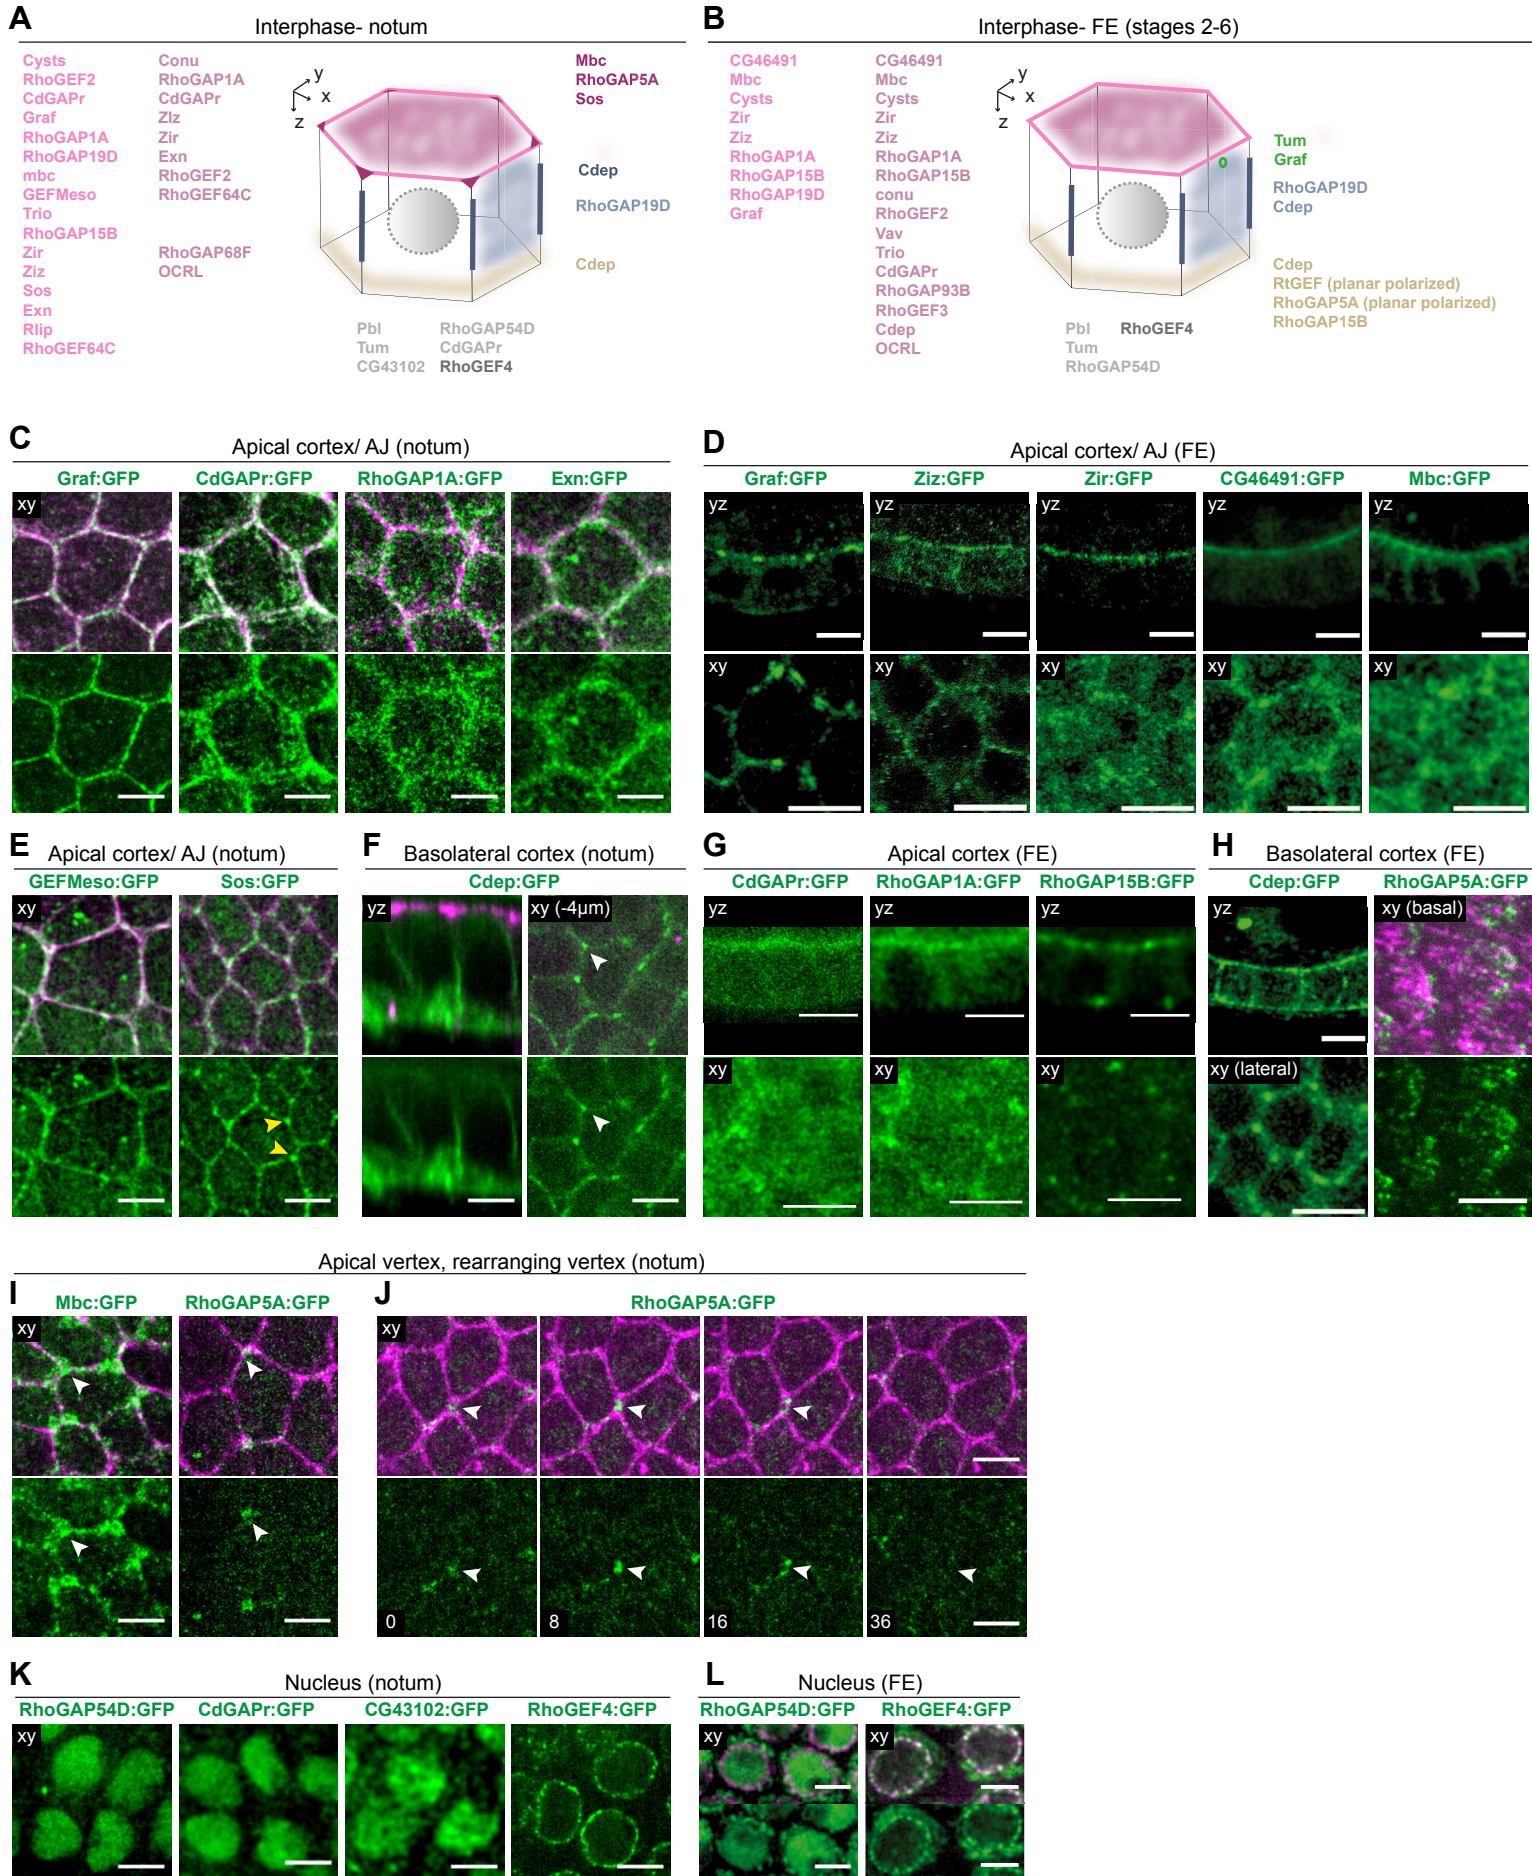 A
Interphase- notum
Cysts
RhoGEF2
CdGAPr
Graf
RhoGAP1A
RhoGAP19D
mbc
GEFMeso
Trio
RhoGAP15B
Zir
Ziz
Sos
Exn
Rlip
RhoGEF64C
Conu
RhoGAP1A
CdGAPr
ZIz
Zir
Exn
RhoGEF2
RhoGEF64C
RhoGAP68F
OCRL
y
x
z
Mbc
RhoGAP5A
Sos
Cdep
RhoGAP19D
Cdep
Pbl
Tum
CG43102
RhoGAP54D
CdGAPr
RhoGEF4
B
Interphase- FE (stages 2-6)
CG46491
Mbc
Cysts
Zir
Ziz
RhoGAP1A
RhoGAP15B
RhoGAP19D
Graf
CG46491
Mbc
Cysts
Zir
Ziz
RhoGAP1A
RhoGAP15B
conu
RhoGEF2
Vav
Trio
CdGAPr
RhoGAP93B
RhoGEF3
Cdep
OCRL
y
x
z
Tum
Graf
RhoGAP19D
Cdep
Cdep
RtGEF (planar polarized)
RhoGAP5A (planar polarized)
RhoGAP15B
Pbl
Tum
RhoGAP54D
RhoGEF4
C
Apical cortex/ AJ (notum)
Graf:GFP CdGAPr:GFP RhoGAP1A:GFP Exn:GFP
xy
D
Apical cortex/ AJ (FE)
Graf:GFP Ziz:GFP Zir:GFP CG46491:GFP Mbc:GFP
yz yz yz yz yz
xy xy xy xy xy
E
Apical cortex/ AJ (notum)
GEFMeso:GFP Sos:GFP
xy
F
Basolateral cortex (notum)
Cdep:GFP
yz xy (-4µm)
G
Apical cortex (FE)
CdGAPr:GFP RhoGAP1A:GFP RhoGAP15B:GFP
yz yz yz
xy xy xy
H
Basolateral cortex (FE)
Cdep:GFP RhoGAP5A:GFP
yz xy (basal)
xy (lateral)
Apical vertex, rearranging vertex (notum)
I
Mbc:GFP RhoGAP5A:GFP
xy
J
RhoGAP5A:GFP
xy
0 8 16 36
K
Nucleus (notum)
RhoGAP54D:GFP CdGAPr:GFP CG43102:GFP RhoGEF4:GFP
xy
L
Nucleus (FE)
RhoGAP54D:GFP RhoGEF4:GFP
xy xy